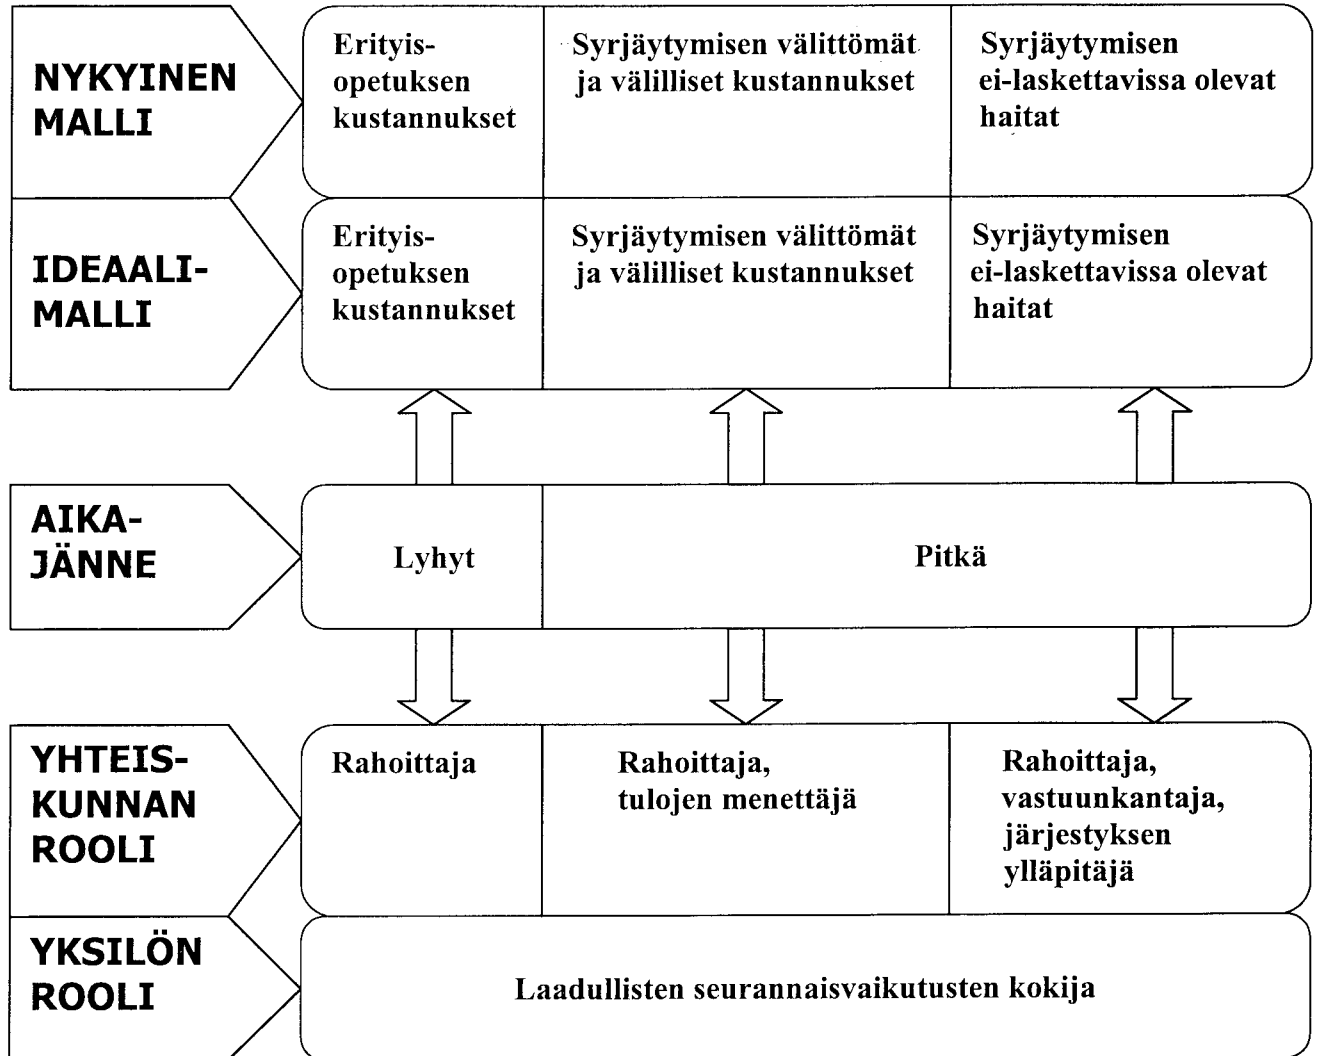 NYKYINEN
MALLI
Erityis-
opetuksen
kustannukset
Syrjäytymisen välittömät
ja välilliset kustannukset
Syrjäytymisen
ei-laskettavissa olevat
haitat
IDEAALI-
MALLI
Erityis-
opetuksen
kustannukset
Syrjäytymisen välittömät
ja välilliset kustannukset
Syrjäytymisen
ei-laskettavissa olevat
haitat
AIKA-
JÄNNE
Lyhyt
Pitkä
YHTEIS-
KUNNAN
ROOLI
Rahoittaja
Rahoittaja,
tulojen menettäjä
Rahoittaja,
vastuunkantaja,
järjestyksen
ylläpitäjä
YKSILÖN
ROOLI
Laadullisten seurannaisvaikutusten kokija